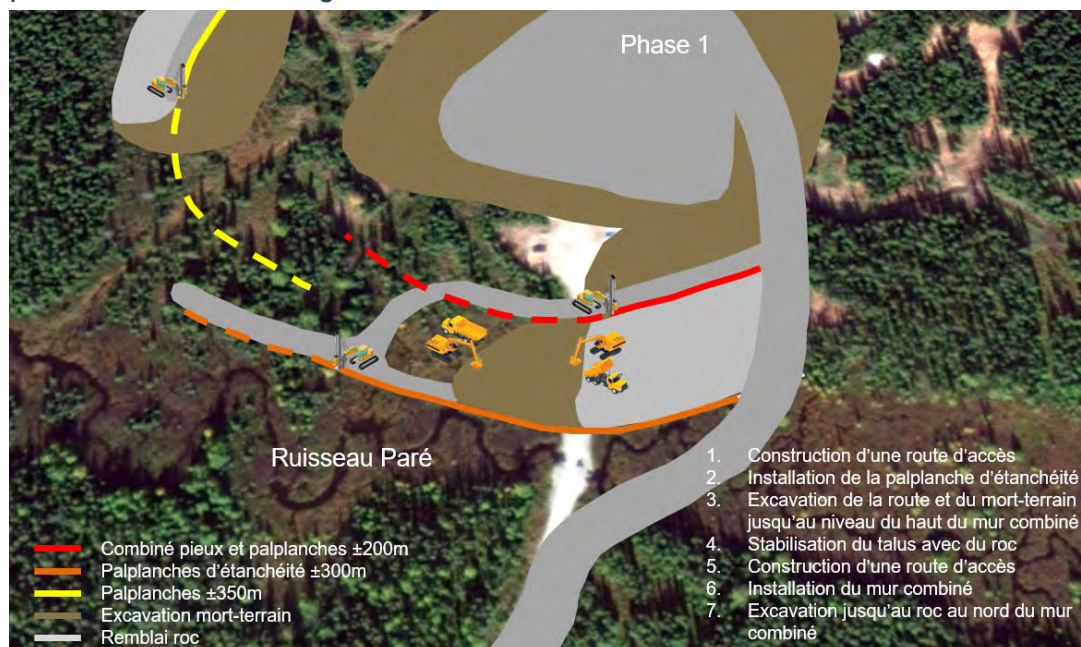 Phase 1
Ruisseau Paré
Combiné pieux et palplanches ±200m
Palplanches d'étanchéité ±300m
Palplanches ±350m
Excavation mort-terrain
Remblai roc
1. Construction d'une route d'accès
2. Installation de la palplanche d'étanchéité
3. Excavation de la route et du mort-terrain
jusqu'au niveau du haut du mur combiné
4. Stabilisation du talus avec du roc
5. Construction d'une route d'accès
6. Installation du mur combiné
7. Excavation jusqu'au roc au nord du mur
combiné